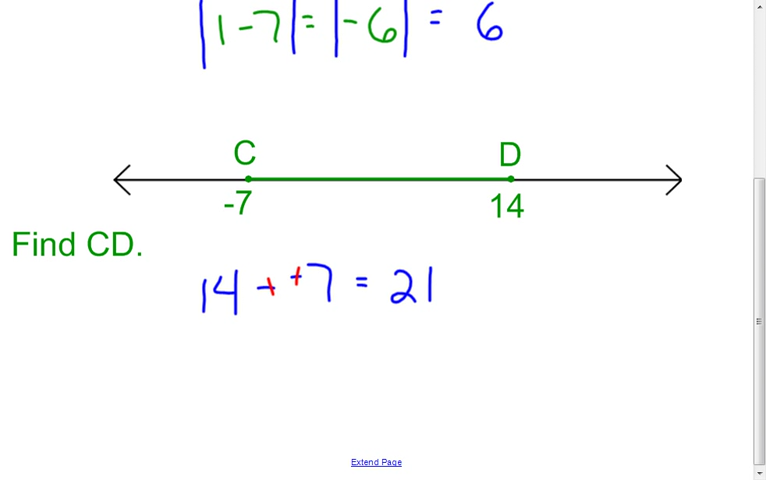 |1-7|=|-6| = 6
C D
-7 14
Find CD.
14 + +7 = 21
Extend Page